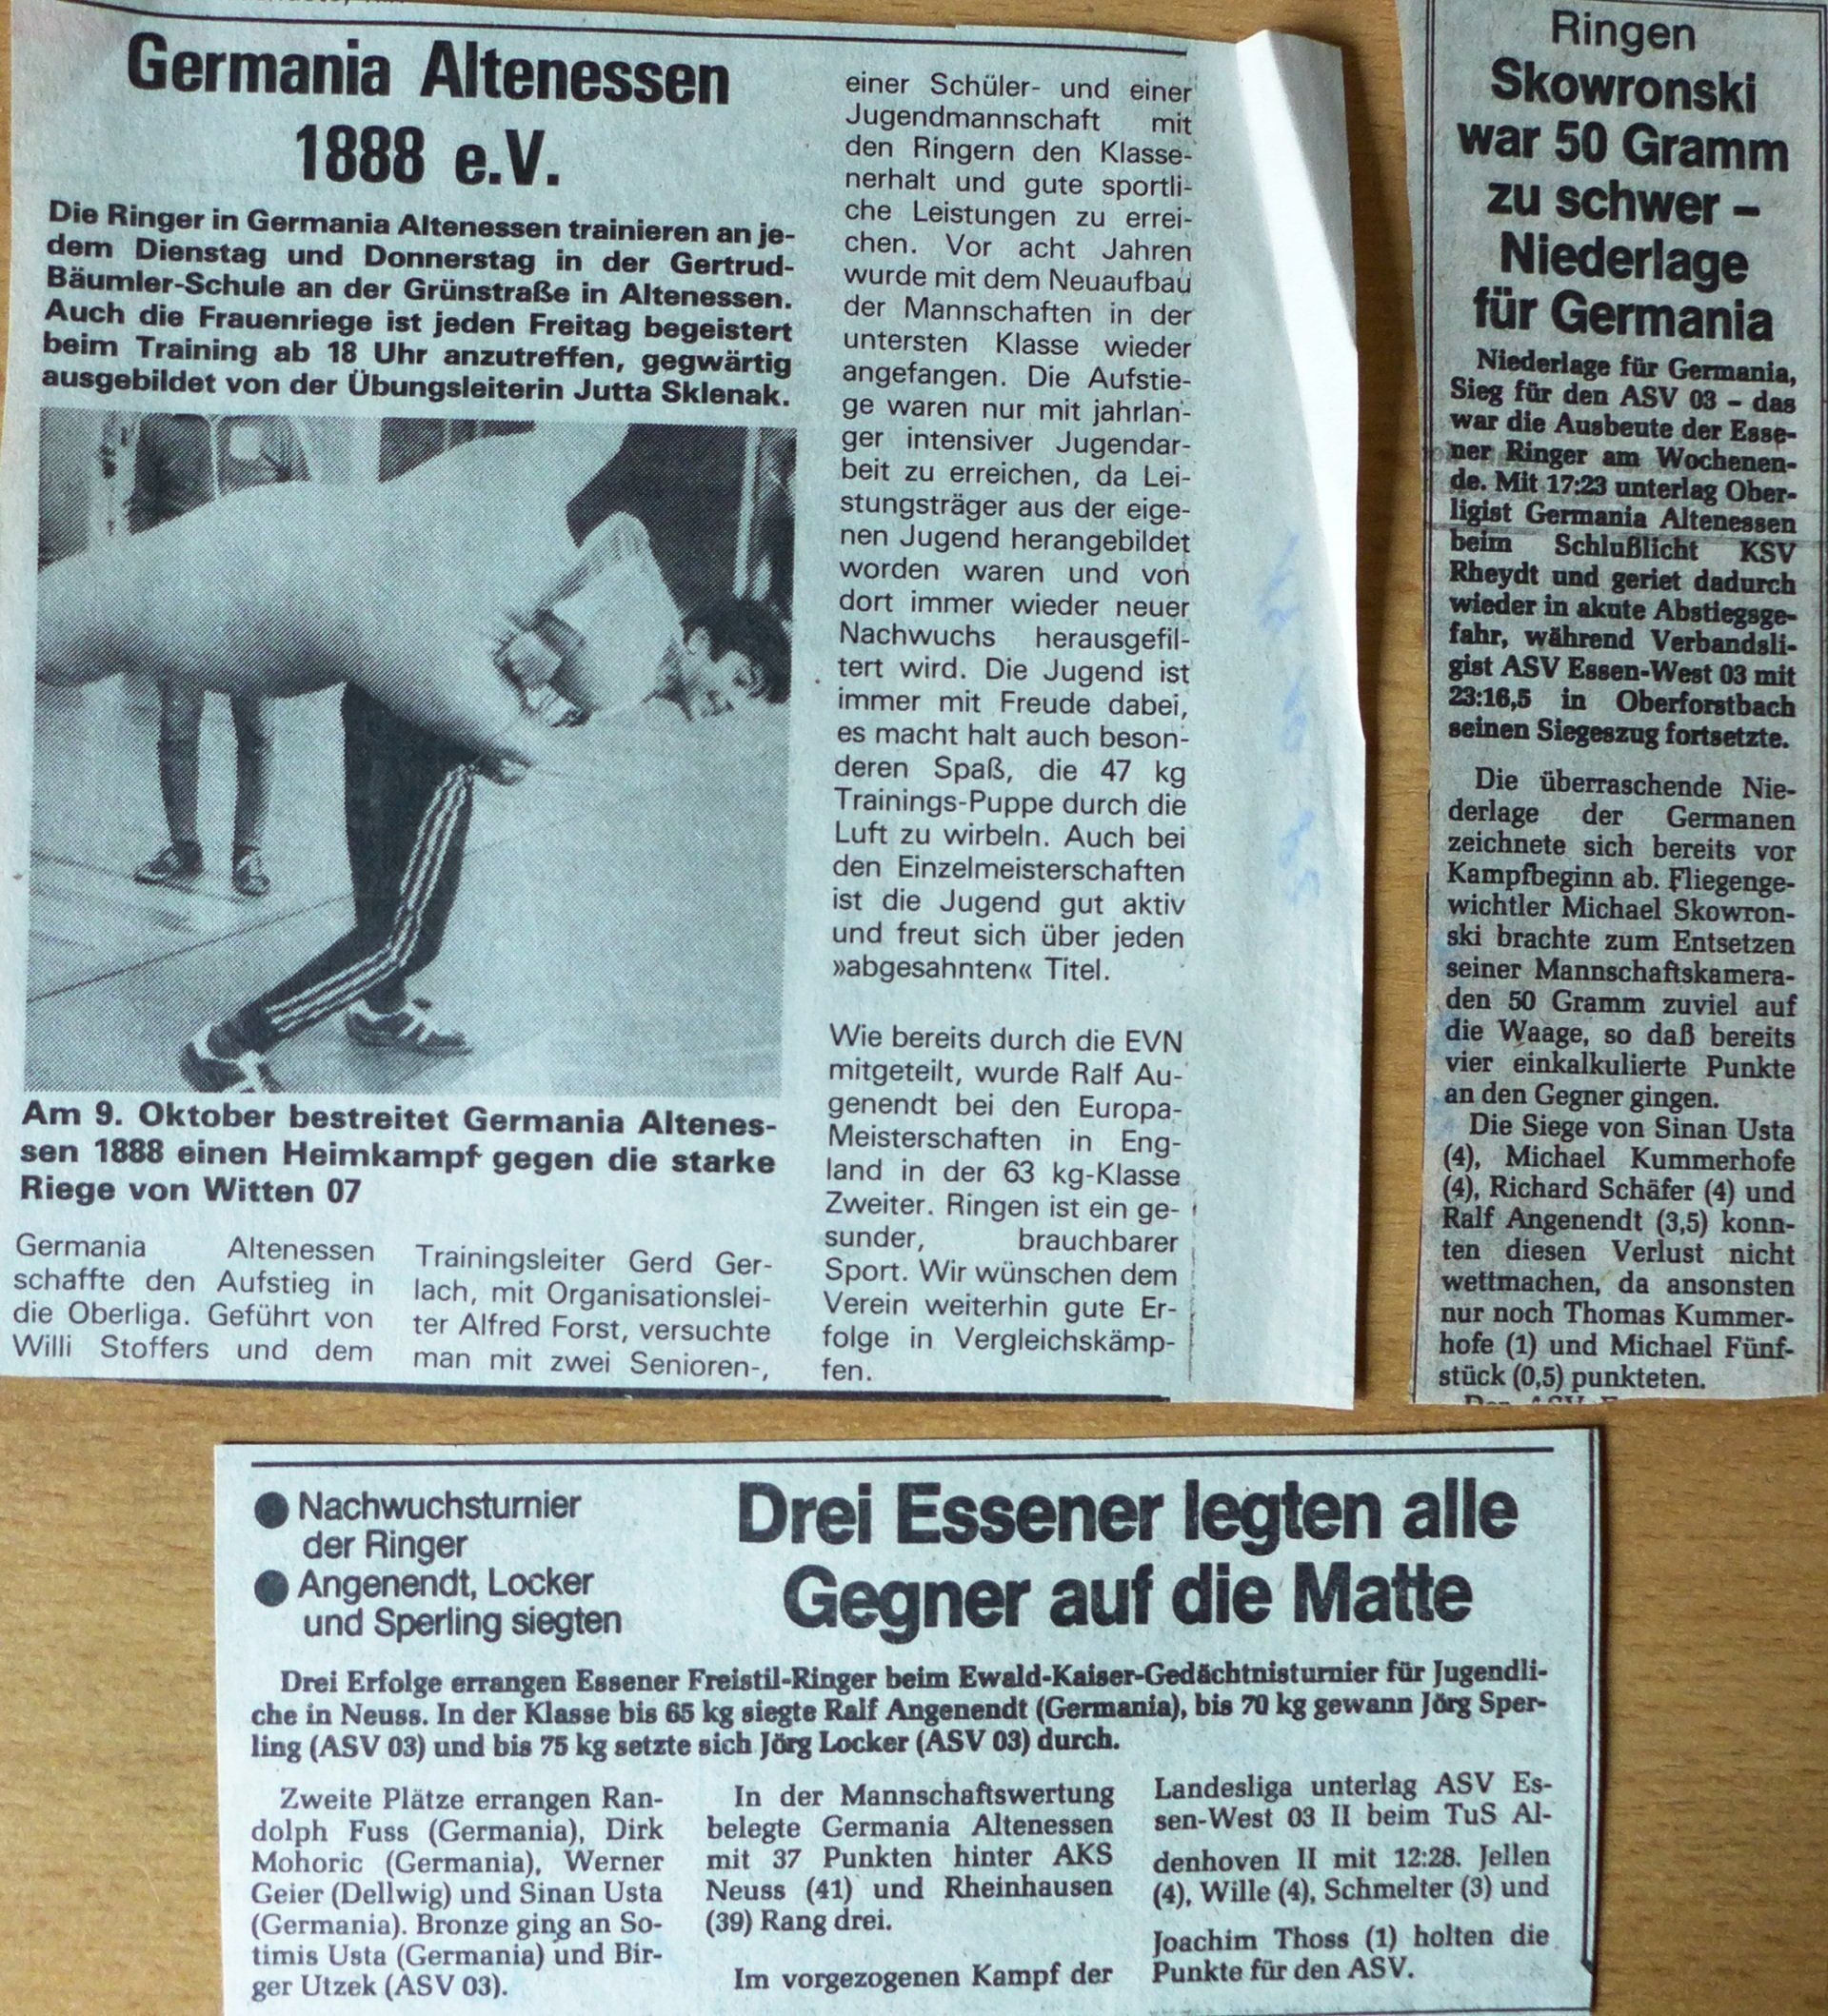 Germania Altenessen
1888 e.V.
Die Ringer in Germania Altenessen trainieren an je-
dem Dienstag und Donnerstag in der Gertrud-
Bäumler-Schule an der Grünstraße in Altenessen.
Auch die Frauenriege ist jeden Freitag begeistert
beim Training ab 18 Uhr anzutreffen, gegwärtig
ausgebildet von der Übungsleiterin Jutta Sklenak.
Am 9. Oktober bestreitet Germania Altenes-
sen 1888 einen Heimkampf gegen die starke
Riege von Witten 07
Germania Altenessen
schaffte den Aufstieg in
die Oberliga. Geführt von
Willi Stoffers und dem
Trainingsleiter Gerd Ger-
lach, mit Organisationslei-
ter Alfred Forst, versuchte
man mit zwei Senioren-,
einer Schüler- und einer
Jugendmannschaft mit
den Ringern den Klasse-
nerhalt und gute sportli-
che Leistungen zu errei-
chen. Vor acht Jahren
wurde mit dem Neuaufbau
der Mannschaften in der
untersten Klasse wieder
angefangen. Die Aufstie-
ge waren nur mit jahrlan-
ger intensiver Jugendar-
beit zu erreichen, da Lei-
stungsträger aus der eige-
nen Jugend herangebildet
worden waren und von
dort immer wieder neuer
Nachwuchs herausgefil-
tert wird. Die Jugend ist
immer mit Freude dabei,
es macht halt auch beson-
deren Spaß, die 47 kg
Trainings-Puppe durch die
Luft zu wirbeln. Auch bei
den Einzelmeisterschaften
ist die Jugend gut aktiv
und freut sich über jeden
»abgesahnten« Titel.
Wie bereits durch die EVN
mitgeteilt, wurde Ralf Au-
genendt bei den Europa-
Meisterschaften in Eng-
land in der 63 kg-Klasse
Zweiter. Ringen ist ein ge-
sunder, brauchbarer
Sport. Wir wünschen dem
Verein weiterhin gute Er-
folge in Vergleichskämp-
fen.
Ringen
Skowronski
war 50 Gramm
zu schwer –
Niederlage
für Germania
Niederlage für Germania,
Sieg für den ASV 03 – das
war die Ausbeute der Esse-
ner Ringer am Wochenen-
de. Mit 17:23 unterlag Ober-
ligist Germania Altenessen
beim Schlußlicht KSV
Rheydt und geriet dadurch
wieder in akute Abstiegsge-
fahr, während Verbandsli-
gist ASV Essen-West 03 mit
23:16,5 in Oberforstbach
seinen Siegeszug fortsetzte.
Die überraschende Nie-
derlage der Germanen
zeichnete sich bereits vor
Kampfbeginn ab. Fliegenge-
wichtler Michael Skowron-
ski brachte zum Entsetzen
seiner Mannschaftskamera-
den 50 Gramm zuviel auf
die Waage, so daß bereits
vier einkalkulierte Punkte
an den Gegner gingen.
Die Siege von Sinan Usta
(4), Michael Kummerhofe
(4), Richard Schäfer (4) und
Ralf Angenendt (3,5) konn-
ten diesen Verlust nicht
wettmachen, da ansonsten
nur noch Thomas Kummer-
hofe (1) und Michael Fünf-
stück (0,5) punkteten.
● Nachwuchsturnier
der Ringer
● Angenendt, Locker
und Sperling siegten
Drei Essener legten alle
Gegner auf die Matte
Drei Erfolge errangen Essener Freistil-Ringer beim Ewald-Kaiser-Gedächtnisturnier für Jugendli-
che in Neuss. In der Klasse bis 65 kg siegte Ralf Angenendt (Germania), bis 70 kg gewann Jörg Sper-
ling (ASV 03) und bis 75 kg setzte sich Jörg Locker (ASV 03) durch.
Zweite Plätze errangen Ran-
dolph Fuss (Germania), Dirk
Mohoric (Germania), Werner
Geier (Dellwig) und Sinan Usta
(Germania). Bronze ging an So-
timis Usta (Germania) und Bir-
ger Utzek (ASV 03).
In der Mannschaftswertung
belegte Germania Altenessen
mit 37 Punkten hinter AKS
Neuss (41) und Rheinhausen
(39) Rang drei.
Im vorgezogenen Kampf der
Landesliga unterlag ASV Es-
sen-West 03 II beim TuS Al-
denhoven II mit 12:28. Jellen
(4), Wille (4), Schmelter (3) und
Joachim Thoss (1) holten die
Punkte für den ASV.